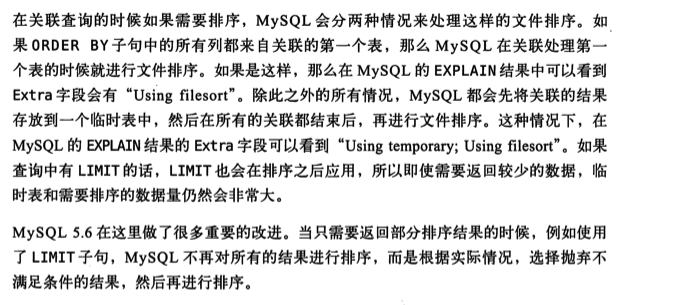 在关联查询的时候如果需要排序，MySQL 会分两种情况来处理这样的文件排序。如
果 ORDER BY 子句中的所有列都来自关联的第一个表，那么 MySQL 在关联处理第一
个表的时候就进行文件排序。如果是这样，那么在 MySQL 的 EXPLAIN 结果中可以看到
Extra 字段会有“Using filesort”。除此之外的所有情况，MySQL 都会先将关联的结果
存放到一个临时表中，然后在所有的关联都结束后，再进行文件排序。这种情况下，在
MySQL 的 EXPLAIN 结果的 Extra 字段可以看到“Using temporary; Using filesort”。如果
查询中有 LIMIT 的话，LIMIT 也会在排序之后应用，所以即使需要返回较少的数据，临
时表和需要排序的数据量仍然会非常大。
MySQL 5.6 在这里做了很多重要的改进。当只需要返回部分排序结果的时候，例如使用
了 LIMIT 子句，MySQL 不再对所有的结果进行排序，而是根据实际情况，选择抛弃不
满足条件的结果，然后再进行排序。